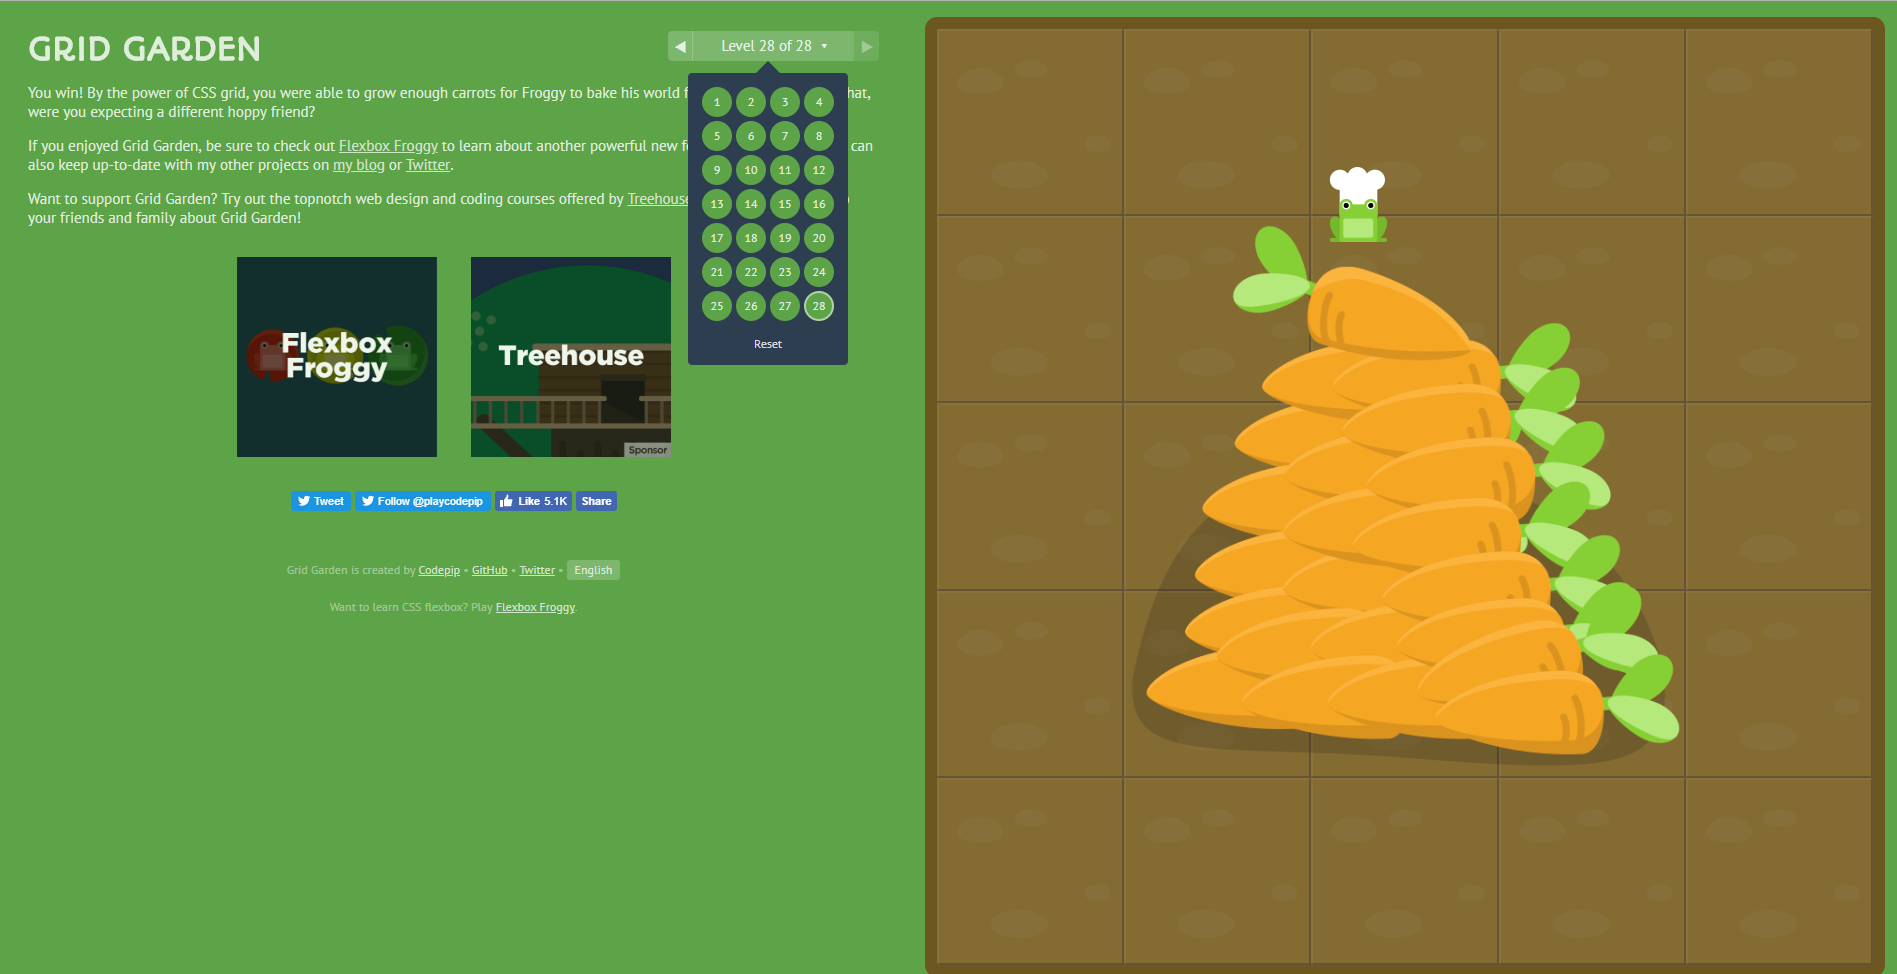 GRID GARDEN
Level 28 of 28
You win! By the power of CSS grid, you were able to grow enough carrots for Froggy to bake his world
hat,
were you expecting a different hoppy friend?
If you enjoyed Grid Garden, be sure to check out Flexbox Froggy to learn about another powerful new
can
also keep up-to-date with my other projects on my blog or Twitter.
Want to support Grid Garden? Try out the topnotch web design and coding courses offered by Treehouse
your friends and family about Grid Garden!
1 2 3 4
5 6 7 8
9 10 11 12
13 14 15 16
17 18 19 20
21 22 23 24
25 26 27 28
Reset
Flexbox
Froggy
Treehouse
Sponsor
Tweet
Follow @playcodepip
Like 5.1K
Share
Grid Garden is created by Codepip • GitHub • Twitter • English
Want to learn CSS flexbox? Play Flexbox Froggy.